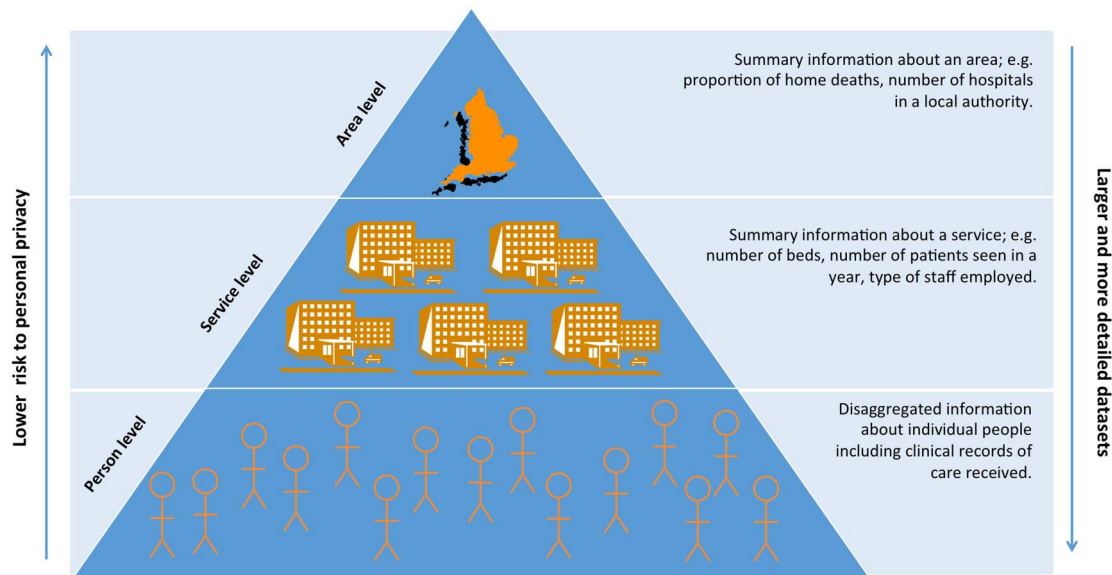 Lower risk to personal privacy
Area level
Summary information about an area; e.g.
proportion of home deaths, number of hospitals
in a local authority.
Service level
Summary information about a service; e.g.
number of beds, number of patients seen in a
year, type of staff employed.
Person level
Disaggregated information
about individual people
including clinical records of
care received.
Larger and more detailed datasets